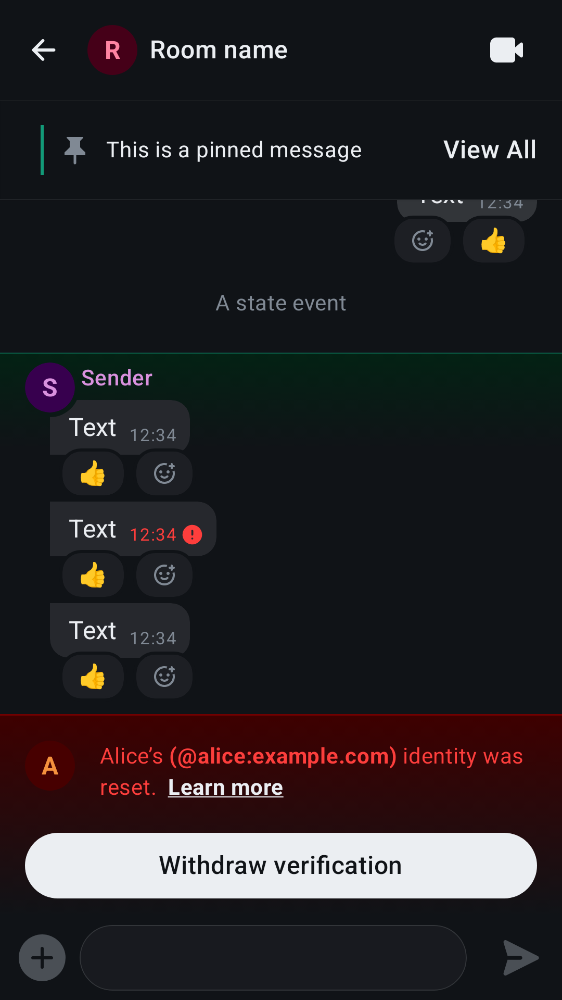 R Room name
This is a pinned message View All
Text 12:34
A state event
S Sender
Text 12:34
Text 12:34 !
Text 12:34
A Alice’s (@alice:example.com) identity was
reset. Learn more
Withdraw verification